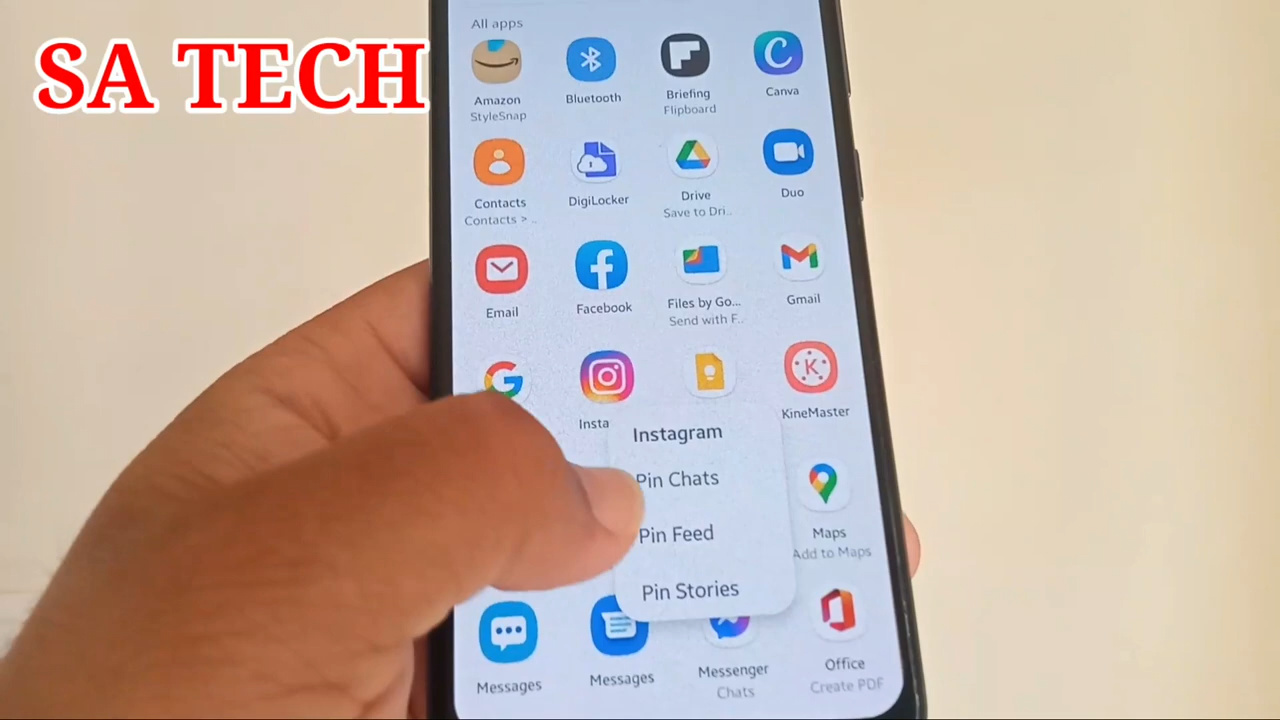 SA TECH
All apps
Amazon
StyleSnap
Bluetooth
Briefing
Flipboard
Canva
Contacts
Contacts > ..
DigiLocker
Drive
Save to Dri..
Duo
Email
Facebook
Files by Go...
Send with F..
Gmail
Insta
KineMaster
Instagram
Pin Chats
Pin Feed
Pin Stories
Maps
Add to Maps
Messages
Messages
Messenger
Chats
Office
Create PDF